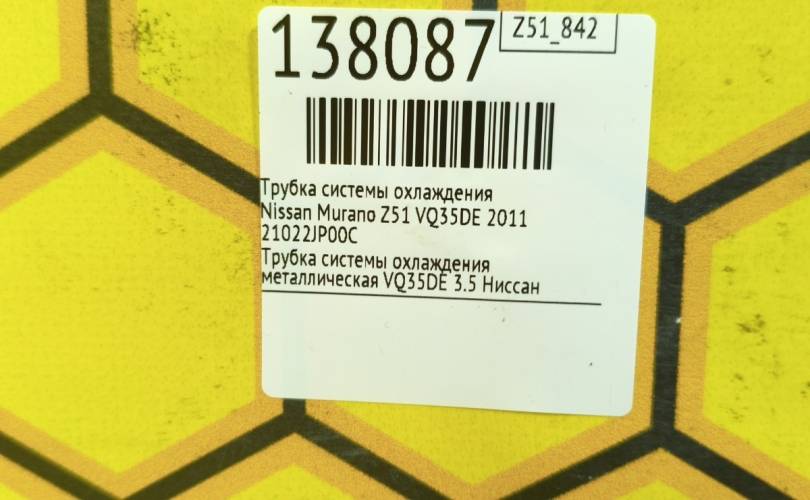 138087
Z51_842
Трубка системы охлаждения
Nissan Murano Z51 VQ35DE 2011
21022JP00C
Трубка системы охлаждения
металлическая VQ35DE 3.5 Ниссан